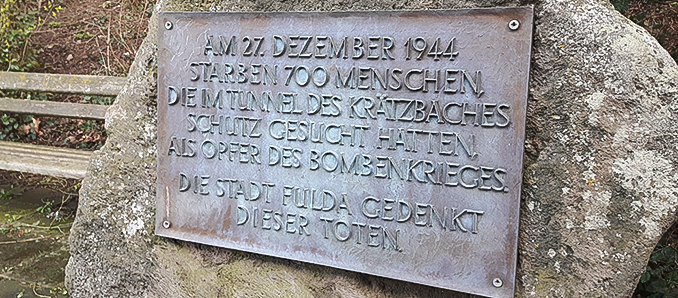 AM 27. DEZEMBER 1944
STARBEN 700 MENSCHEN,
DIE IM TUNNEL DES KRÄTZBACHES
SCHUTZ GESUCHT HATTEN,
ALS OPFER DES BOMBENKRIEGES.
DIE STADT FULDA GEDENKT
DIESER TOTEN.